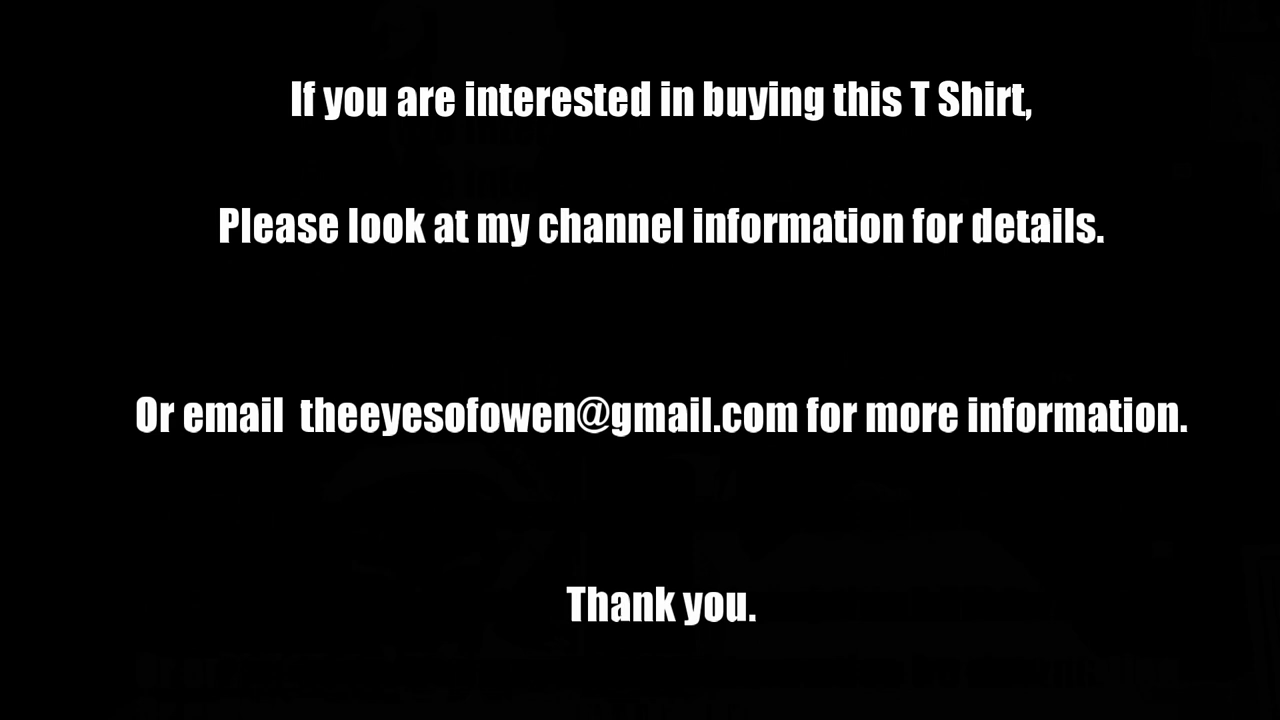 If you are interested in buying this T Shirt,
Please look at my channel information for details.
Or email  theeyesofowen@gmail.com for more information.
Thank you.